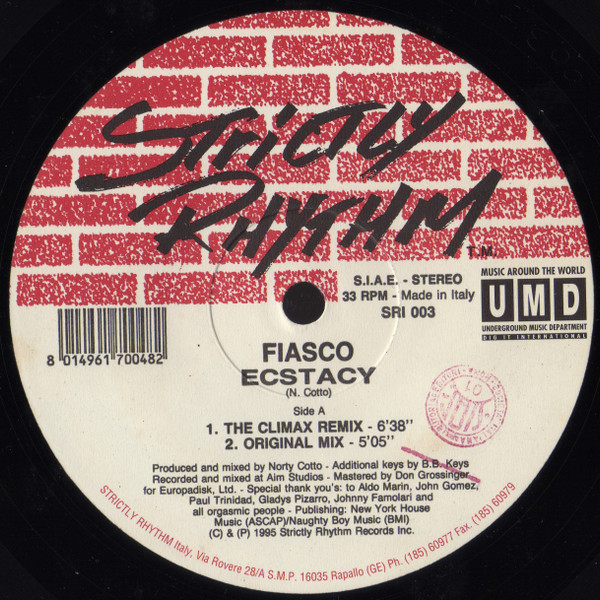 STRICTLY
RHYTHM
T.M.
S.I.A.E. - STEREO
33 RPM - Made in Italy
SRI 003
MUSIC AROUND THE WORLD
UMD
UNDERGROUND MUSIC DEPARTMENT
DIG IT INTERNATIONAL
8 014961 700482
FIASCO
ECSTACY
(N. Cotto)
Side A
1. THE CLIMAX REMIX - 6'38''
2. ORIGINAL MIX - 5'05''
Produced and mixed by Norty Cotto - Additional keys by B.B. Keys
Recorded and mixed at Aim Studios - Mastered by Don Grossinger
for Europadisk, Ltd. - Special thank you's: to Aldo Marin, John Gomez,
Paul Trinidad, Gladys Pizarro, Johnny Famolari and
all orgasmic people - Publishing: New York House
Music (ASCAP)/Naughty Boy Music (BMI)
(C) & (P) 1995 Strictly Rhythm Records Inc.
STRICTLY RHYTHM Italy. Via Rovere 28/A S.M.P. 16035 Rapallo (GE) Ph. (185) 60977 Fax. (185) 60979